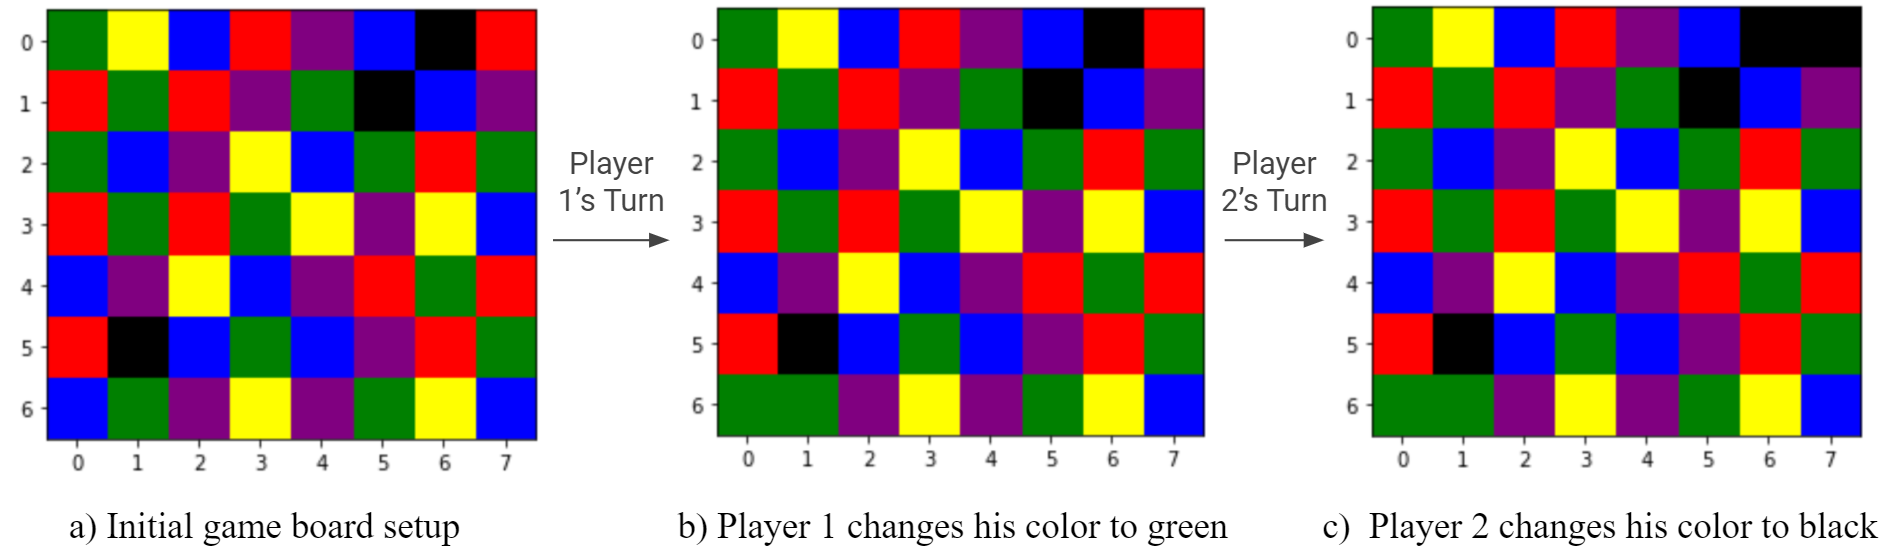 0
1
2
3
4
5
6
0 1 2 3 4 5 6 7
a) Initial game board setup
Player
1's Turn
0
1
2
3
4
5
6
0 1 2 3 4 5 6 7
b) Player 1 changes his color to green
Player
2's Turn
0
1
2
3
4
5
6
0 1 2 3 4 5 6 7
c) Player 2 changes his color to black